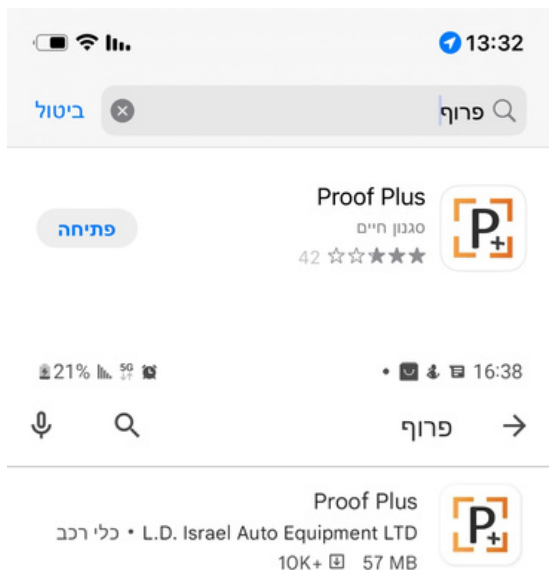 13:32
פרוף ביטול
Proof Plus
סגנון חיים
פתיחה
42
16:38 5G 21%
פרוף
Proof Plus
L.D. Israel Auto Equipment LTD • כלי רכב
57 MB 10K+
P+
P+